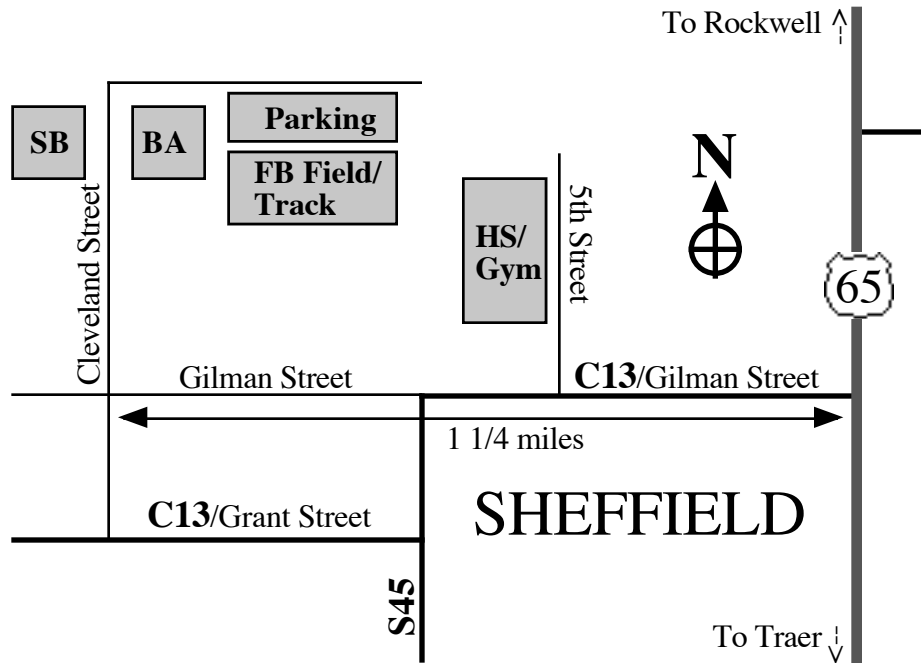 To Rockwell
SB
BA
Parking
FB Field/
Track
N
HS/
Gym
5th Street
Cleveland Street
65
Gilman Street
C13/Gilman Street
1 1/4 miles
C13/Grant Street
SHEFFIELD
S45
To Traer